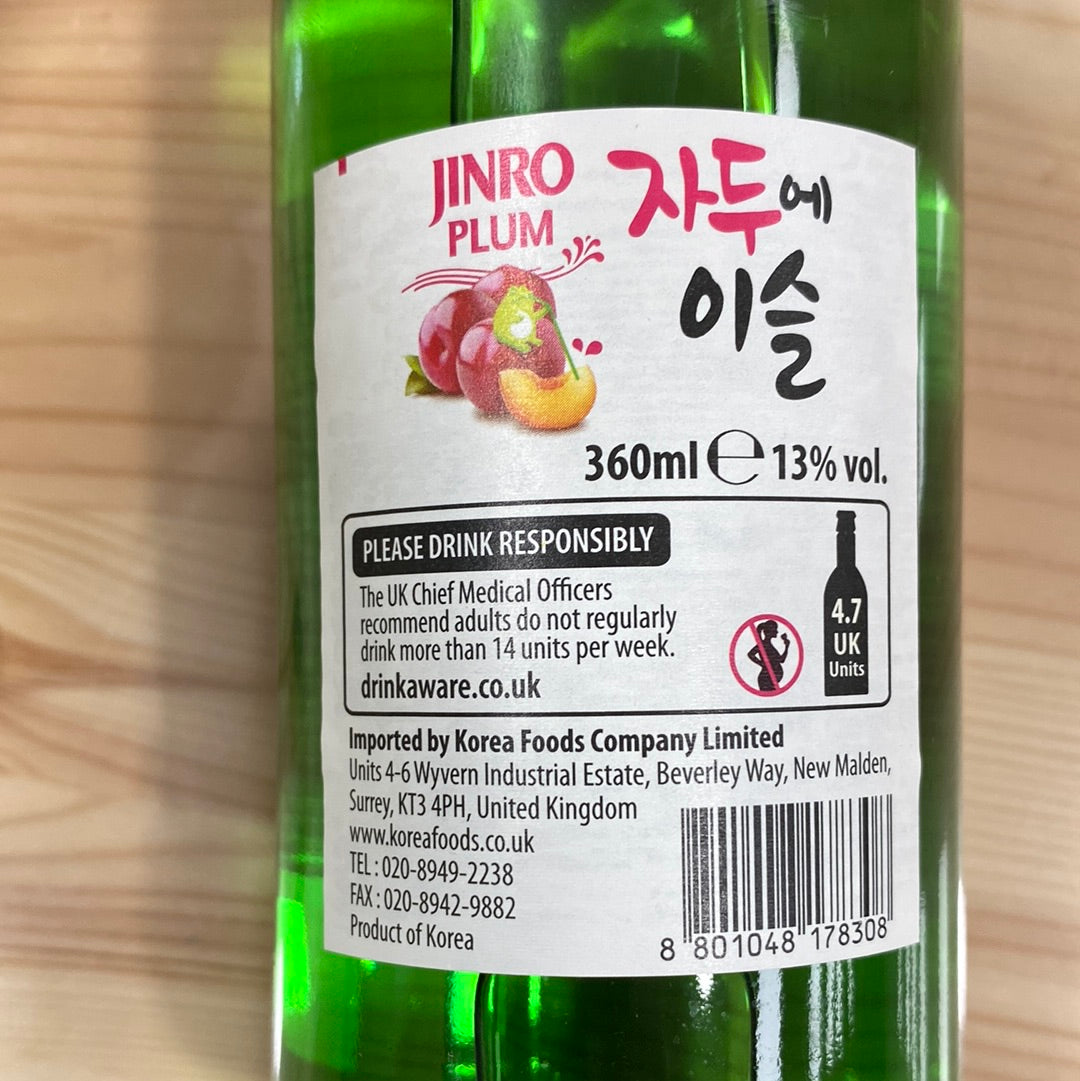 JINRO
PLUM
자두에
이슬
360ml ℮ 13% vol.
PLEASE DRINK RESPONSIBLY
The UK Chief Medical Officers
recommend adults do not regularly
drink more than 14 units per week.
drinkaware.co.uk
4.7
UK
Units
Imported by Korea Foods Company Limited
Units 4-6 Wyvern Industrial Estate, Beverley Way, New Malden,
Surrey, KT3 4PH, United Kingdom
www.koreafoods.co.uk
TEL : 020-8949-2238
FAX : 020-8942-9882
Product of Korea
8 801048 178308